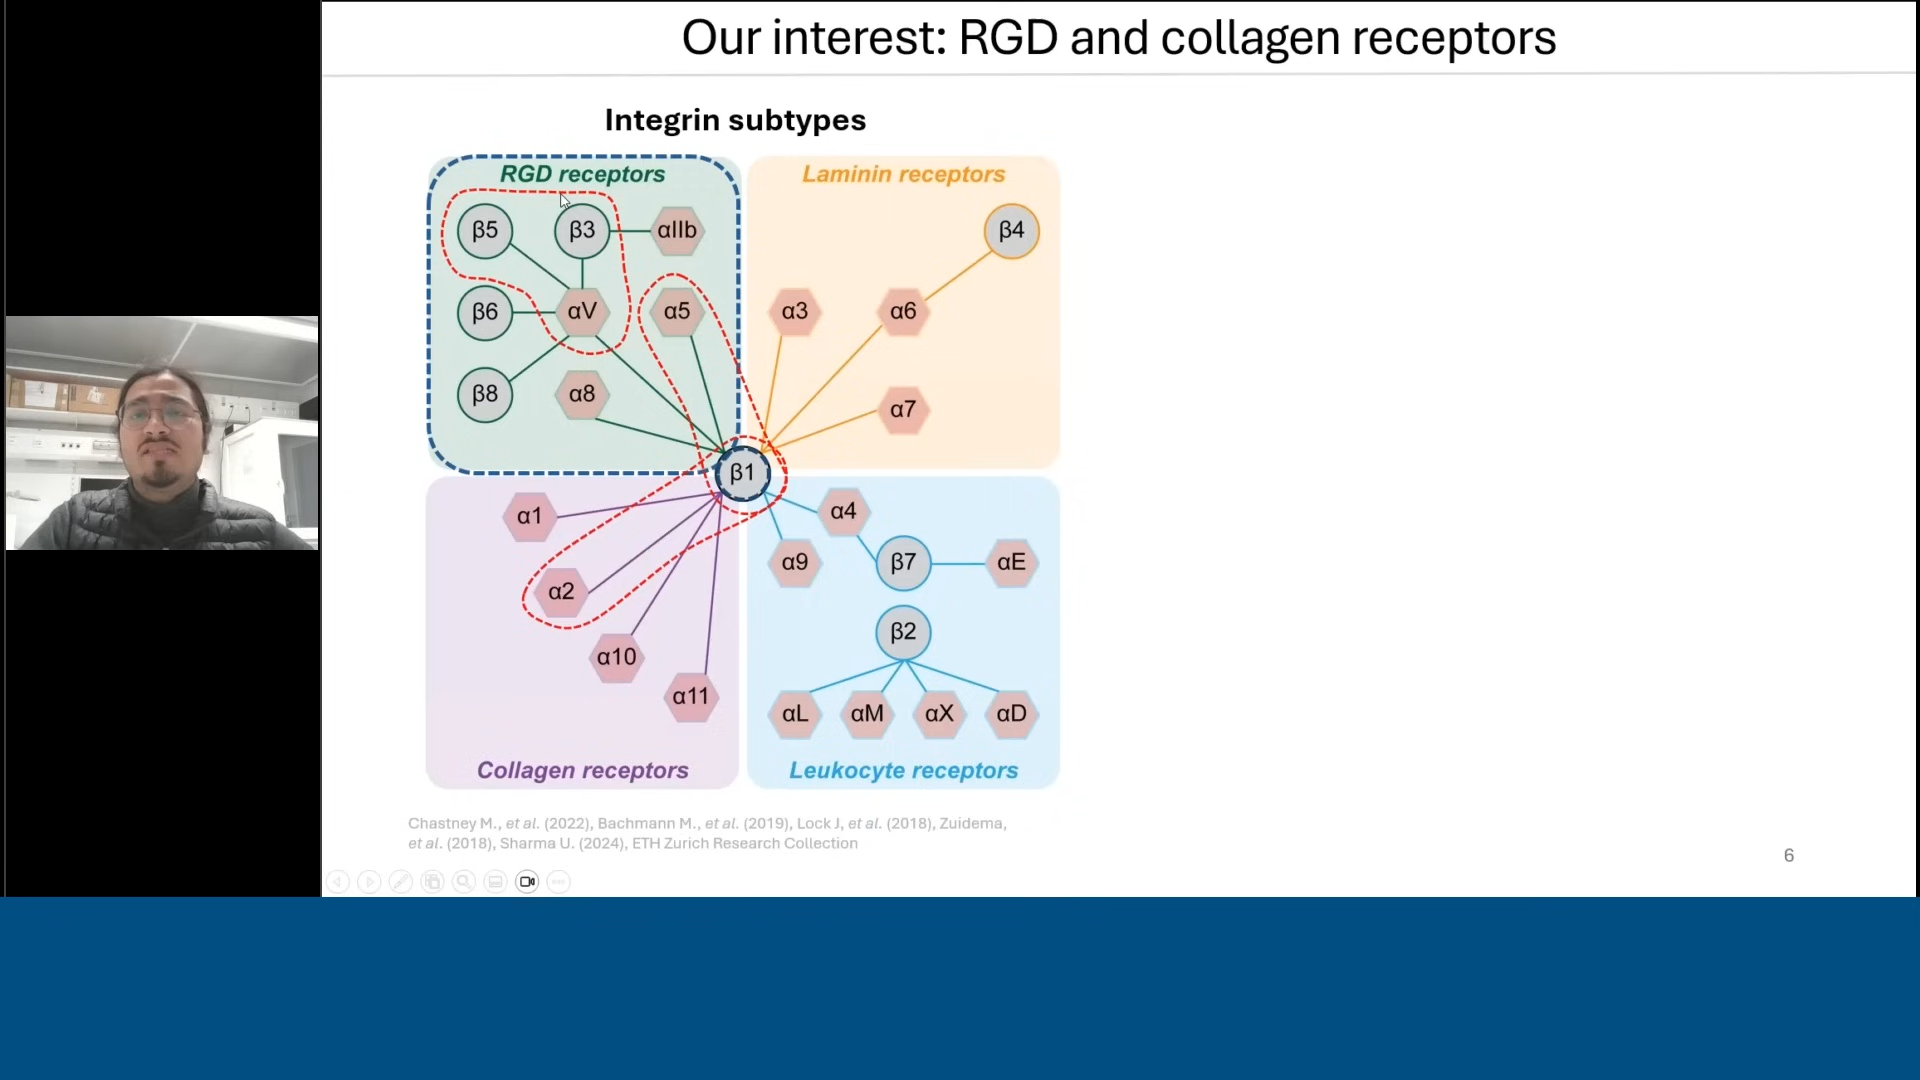 Our interest: RGD and collagen receptors
Integrin subtypes
RGD receptors
Laminin receptors
β5
β3
αIIb
β4
β6
αV
α5
α3
α6
β8
α8
α7
β1
α1
α4
α9
β7
αE
α2
β2
α10
α11
αL
αM
αX
αD
Collagen receptors
Leukocyte receptors
Chastney M., et al. (2022), Bachmann M., et al. (2019), Lock J, et al. (2018), Zuidema,
et al. (2018), Sharma U. (2024), ETH Zurich Research Collection
6